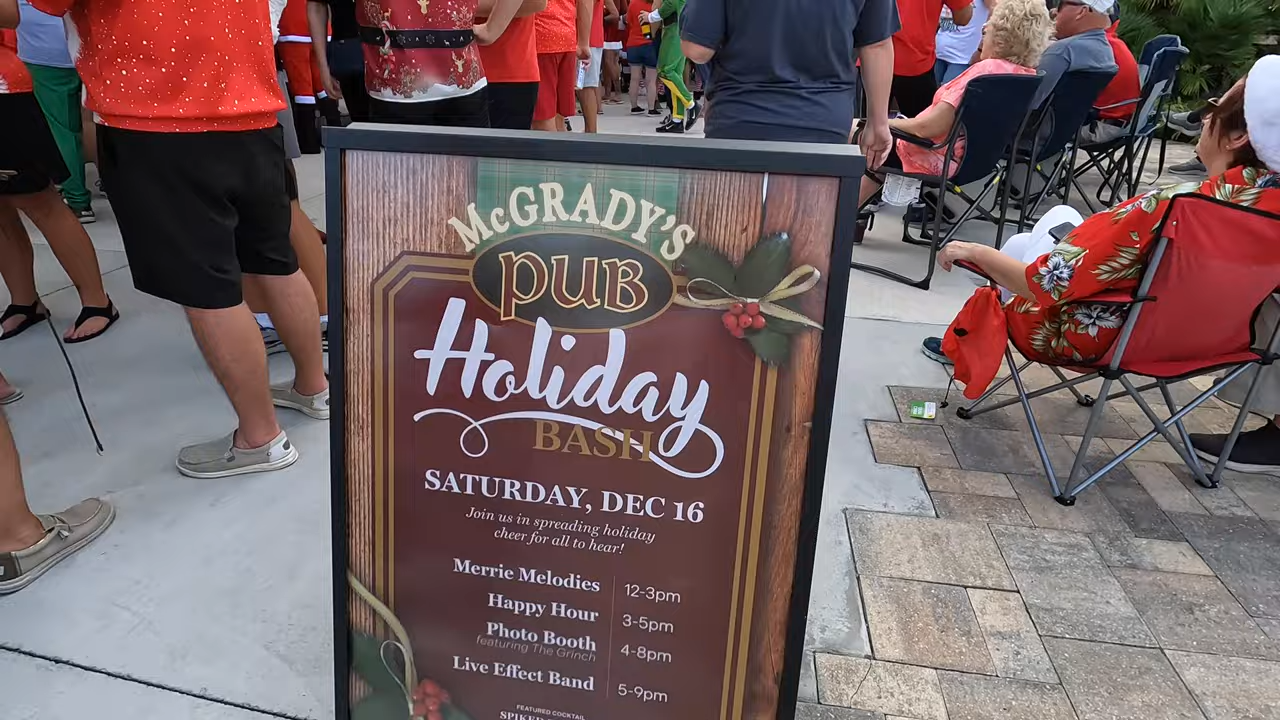 McGRADY'S
PUB
Holiday
BASH
SATURDAY, DEC 16
Join us in spreading holiday
cheer for all to hear!
Merrie Melodies 12-3pm
Happy Hour 3-5pm
Photo Booth 4-8pm
featuring The Grinch
Live Effect Band 5-9pm
FEATURED COCKTAIL